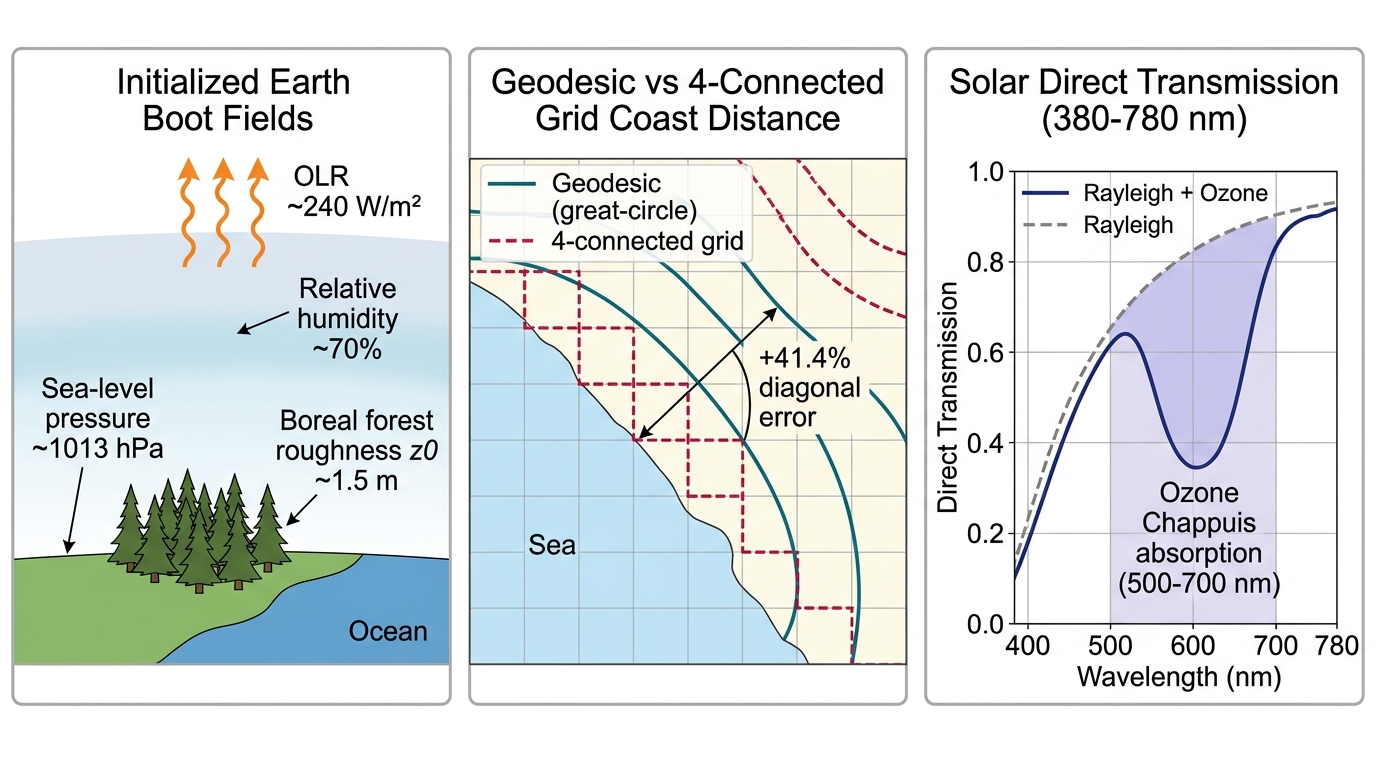 Initialized Earth
Boot Fields
OLR
~240 W/m²
Relative
humidity
~70%
Sea-level
pressure
~1013 hPa
Boreal forest
roughness z0
~1.5 m
Ocean
Geodesic vs 4-Connected
Grid Coast Distance
Geodesic
(great-circle)
4-connected grid
+41.4%
diagonal
error
Sea
Solar Direct Transmission
(380-780 nm)
Rayleigh + Ozone
Rayleigh
Direct Transmission
1.0
0.8
0.6
0.4
0.2
0.0
Ozone
Chappuis
absorption
(500-700 nm)
400 500 600 700 780
Wavelength (nm)